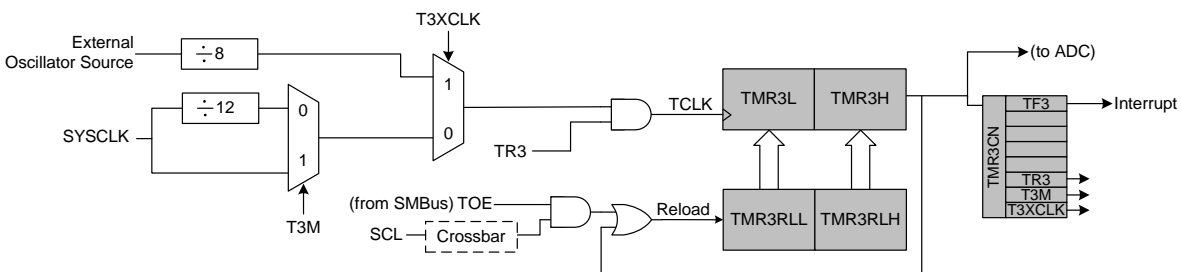 T3XCLK
External
Oscillator Source
÷8
1
0
÷12
0
1
SYSCLK
T3M
TR3
TCLK
TMR3L
TMR3H
(to ADC)
TMR3CN
TF3
Interrupt
TR3
T3M
T3XCLK
(from SMBus) TOE
SCL
Crossbar
Reload
TMR3RLL
TMR3RLH